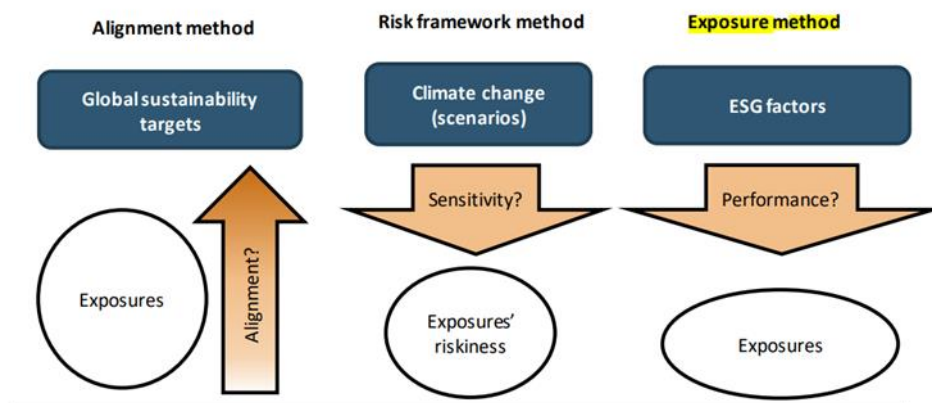 Alignment method
Risk framework method
Exposure method
Global sustainability
targets
Climate change
(scenarios)
ESG factors
Alignment?
Sensitivity?
Performance?
Exposures
Exposures'
riskiness
Exposures